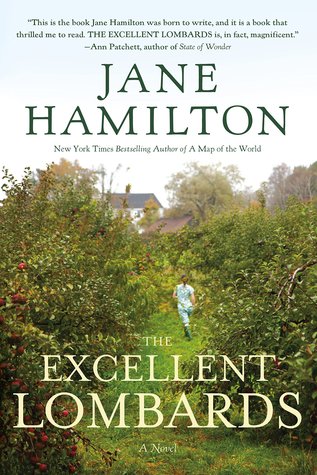 "This is the book Jane Hamilton was born to write, and it is a book that
thrilled me to read. THE EXCELLENT LOMBARDS is, in fact, magnificent."
—Ann Patchett, author of State of Wonder
JANE
HAMILTON
New York Times Bestselling Author of A Map of the World
THE
EXCELLENT
LOMBARDS
A Novel